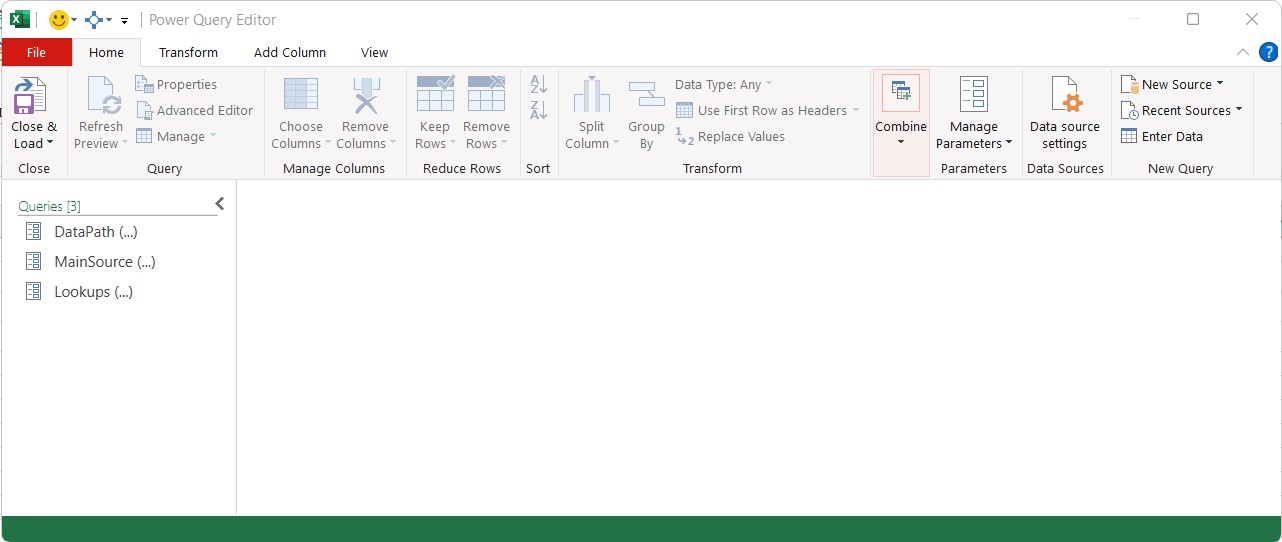 Power Query Editor
File Home Transform Add Column View
Close & Load
Close
Refresh Preview
Properties
Advanced Editor
Manage
Query
Choose Columns
Remove Columns
Manage Columns
Keep Rows
Remove Rows
Reduce Rows
Sort
Split Column
Group By
Data Type: Any
Use First Row as Headers
Replace Values
Transform
Combine
Manage Parameters
Parameters
Data source settings
Data Sources
New Source
Recent Sources
Enter Data
New Query
Queries [3]
DataPath (...)
MainSource (...)
Lookups (...)